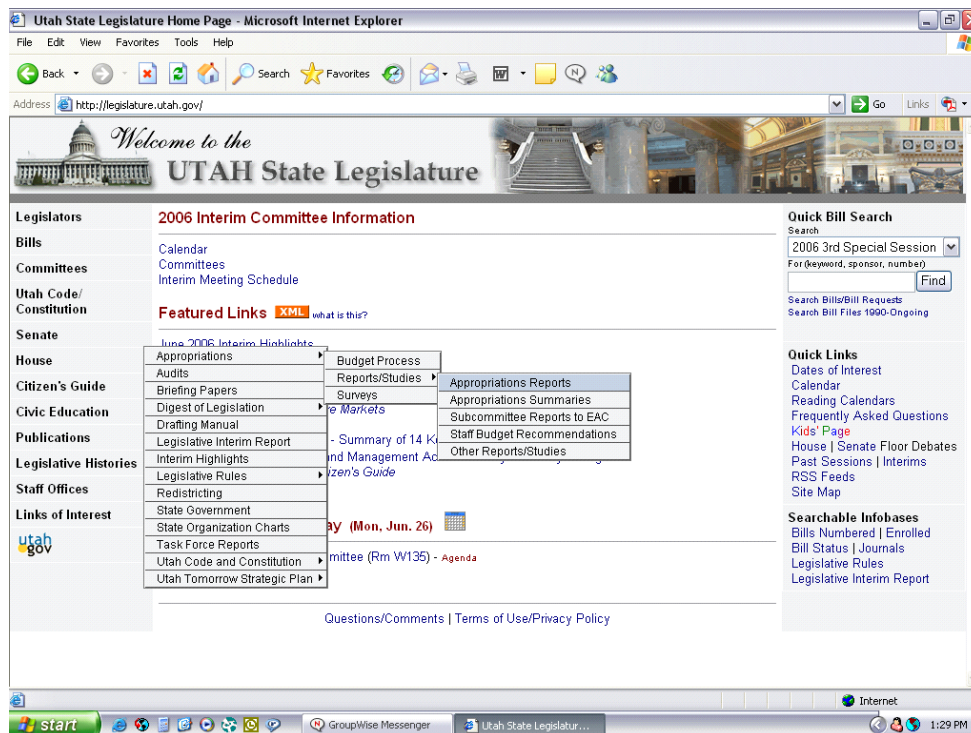 Utah State Legislature Home Page - Microsoft Internet Explorer
File Edit View Favorites Tools Help
Back Search Favorites
Address http://legislature.utah.gov/ Go Links
Welcome to the
UTAH State Legislature
Legislators
Bills
Committees
Utah Code/
Constitution
Senate
House
Citizen's Guide
Civic Education
Publications
Legislative Histories
Staff Offices
Links of Interest
utah
gov
2006 Interim Committee Information
Calendar
Committees
Interim Meeting Schedule
Featured Links XML what is this?
June 2006 Interim Highlights
Appropriations
Audits
Briefing Papers
Digest of Legislation
Drafting Manual
Legislative Interim Report
Interim Highlights
Legislative Rules
Redistricting
State Government
State Organization Charts
Task Force Reports
Utah Code and Constitution
Utah Tomorrow Strategic Plan
Budget Process
Reports/Studies
Surveys
Appropriations Reports
Appropriations Summaries
Subcommittee Reports to EAC
Staff Budget Recommendations
Other Reports/Studies
Markets
- Summary of 14
and Management
Citizen's Guide
(Mon, Jun. 26)
(Rm W135) - Agenda
Questions/Comments | Terms of Use/Privacy Policy
Quick Bill Search
Search
2006 3rd Special Session
For (keyword, sponsor, number)
Find
Search Bills/Bill Requests
Search Bill Files 1990-Ongoing
Quick Links
Dates of Interest
Calendar
Reading Calendars
Frequently Asked Questions
Kids' Page
House | Senate Floor Debates
Past Sessions | Interims
RSS Feeds
Site Map
Searchable Infobases
Bills Numbered | Enrolled
Bill Status | Journals
Legislative Rules
Legislative Interim Report
Internet
start GroupWise Messenger Utah State Legislatur... 1:29 PM